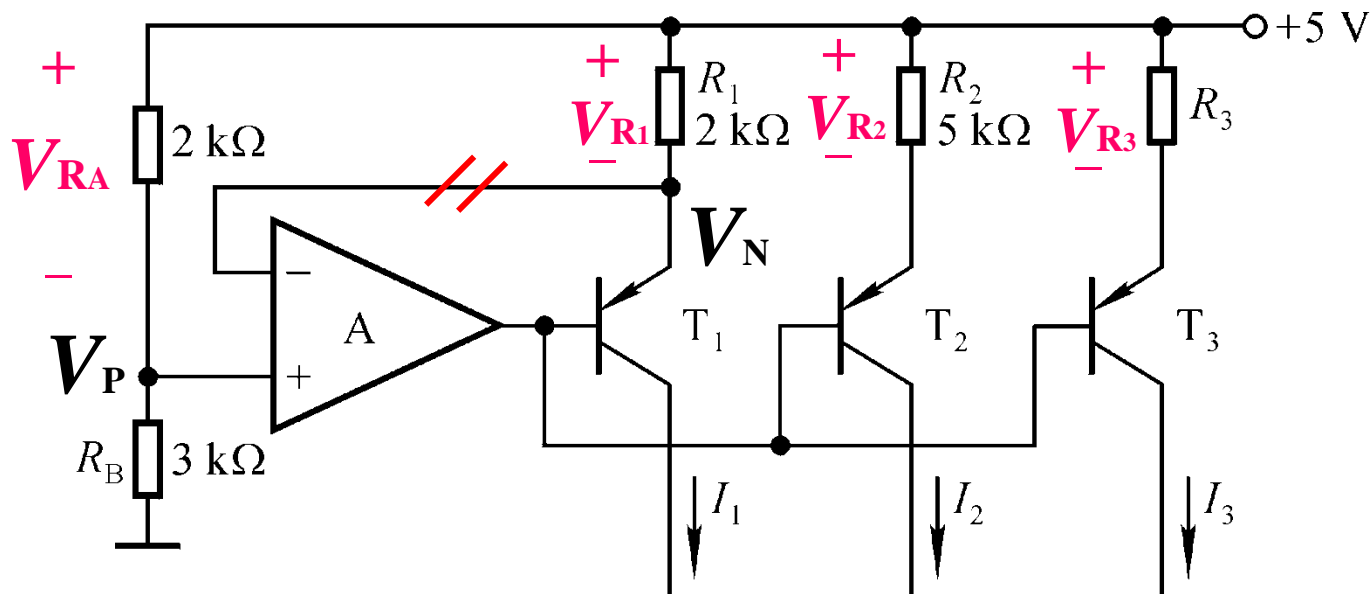 +5 V
+
V_RA
−
2 kΩ
+
V_R1
−
R_1
2 kΩ
+
V_R2
−
R_2
5 kΩ
+
V_R3
−
R_3
V_N
−
A
+
V_P
R_B
3 kΩ
T_1
T_2
T_3
I_1
I_2
I_3